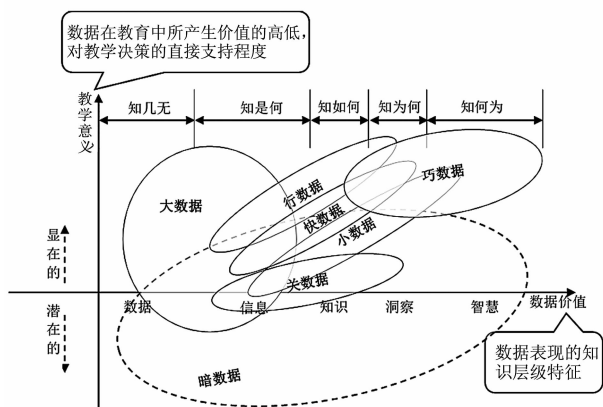 数据在教育中所产生价值的高低，
对教学决策的直接支持程度
教学意义
知几无
知是何
知如何
知为何
知何为
大数据
行数据
快数据
小数据
巧数据
关数据
显在的
潜在的
数据
信息
知识
洞察
智慧
数据价值
暗数据
数据表现的知
识层级特征